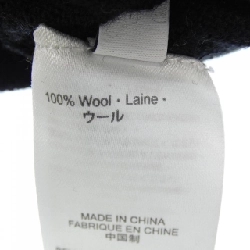 100% Wool • Laine •
ウール
MADE IN CHINA
FABRIQUE EN CHINE
中国制